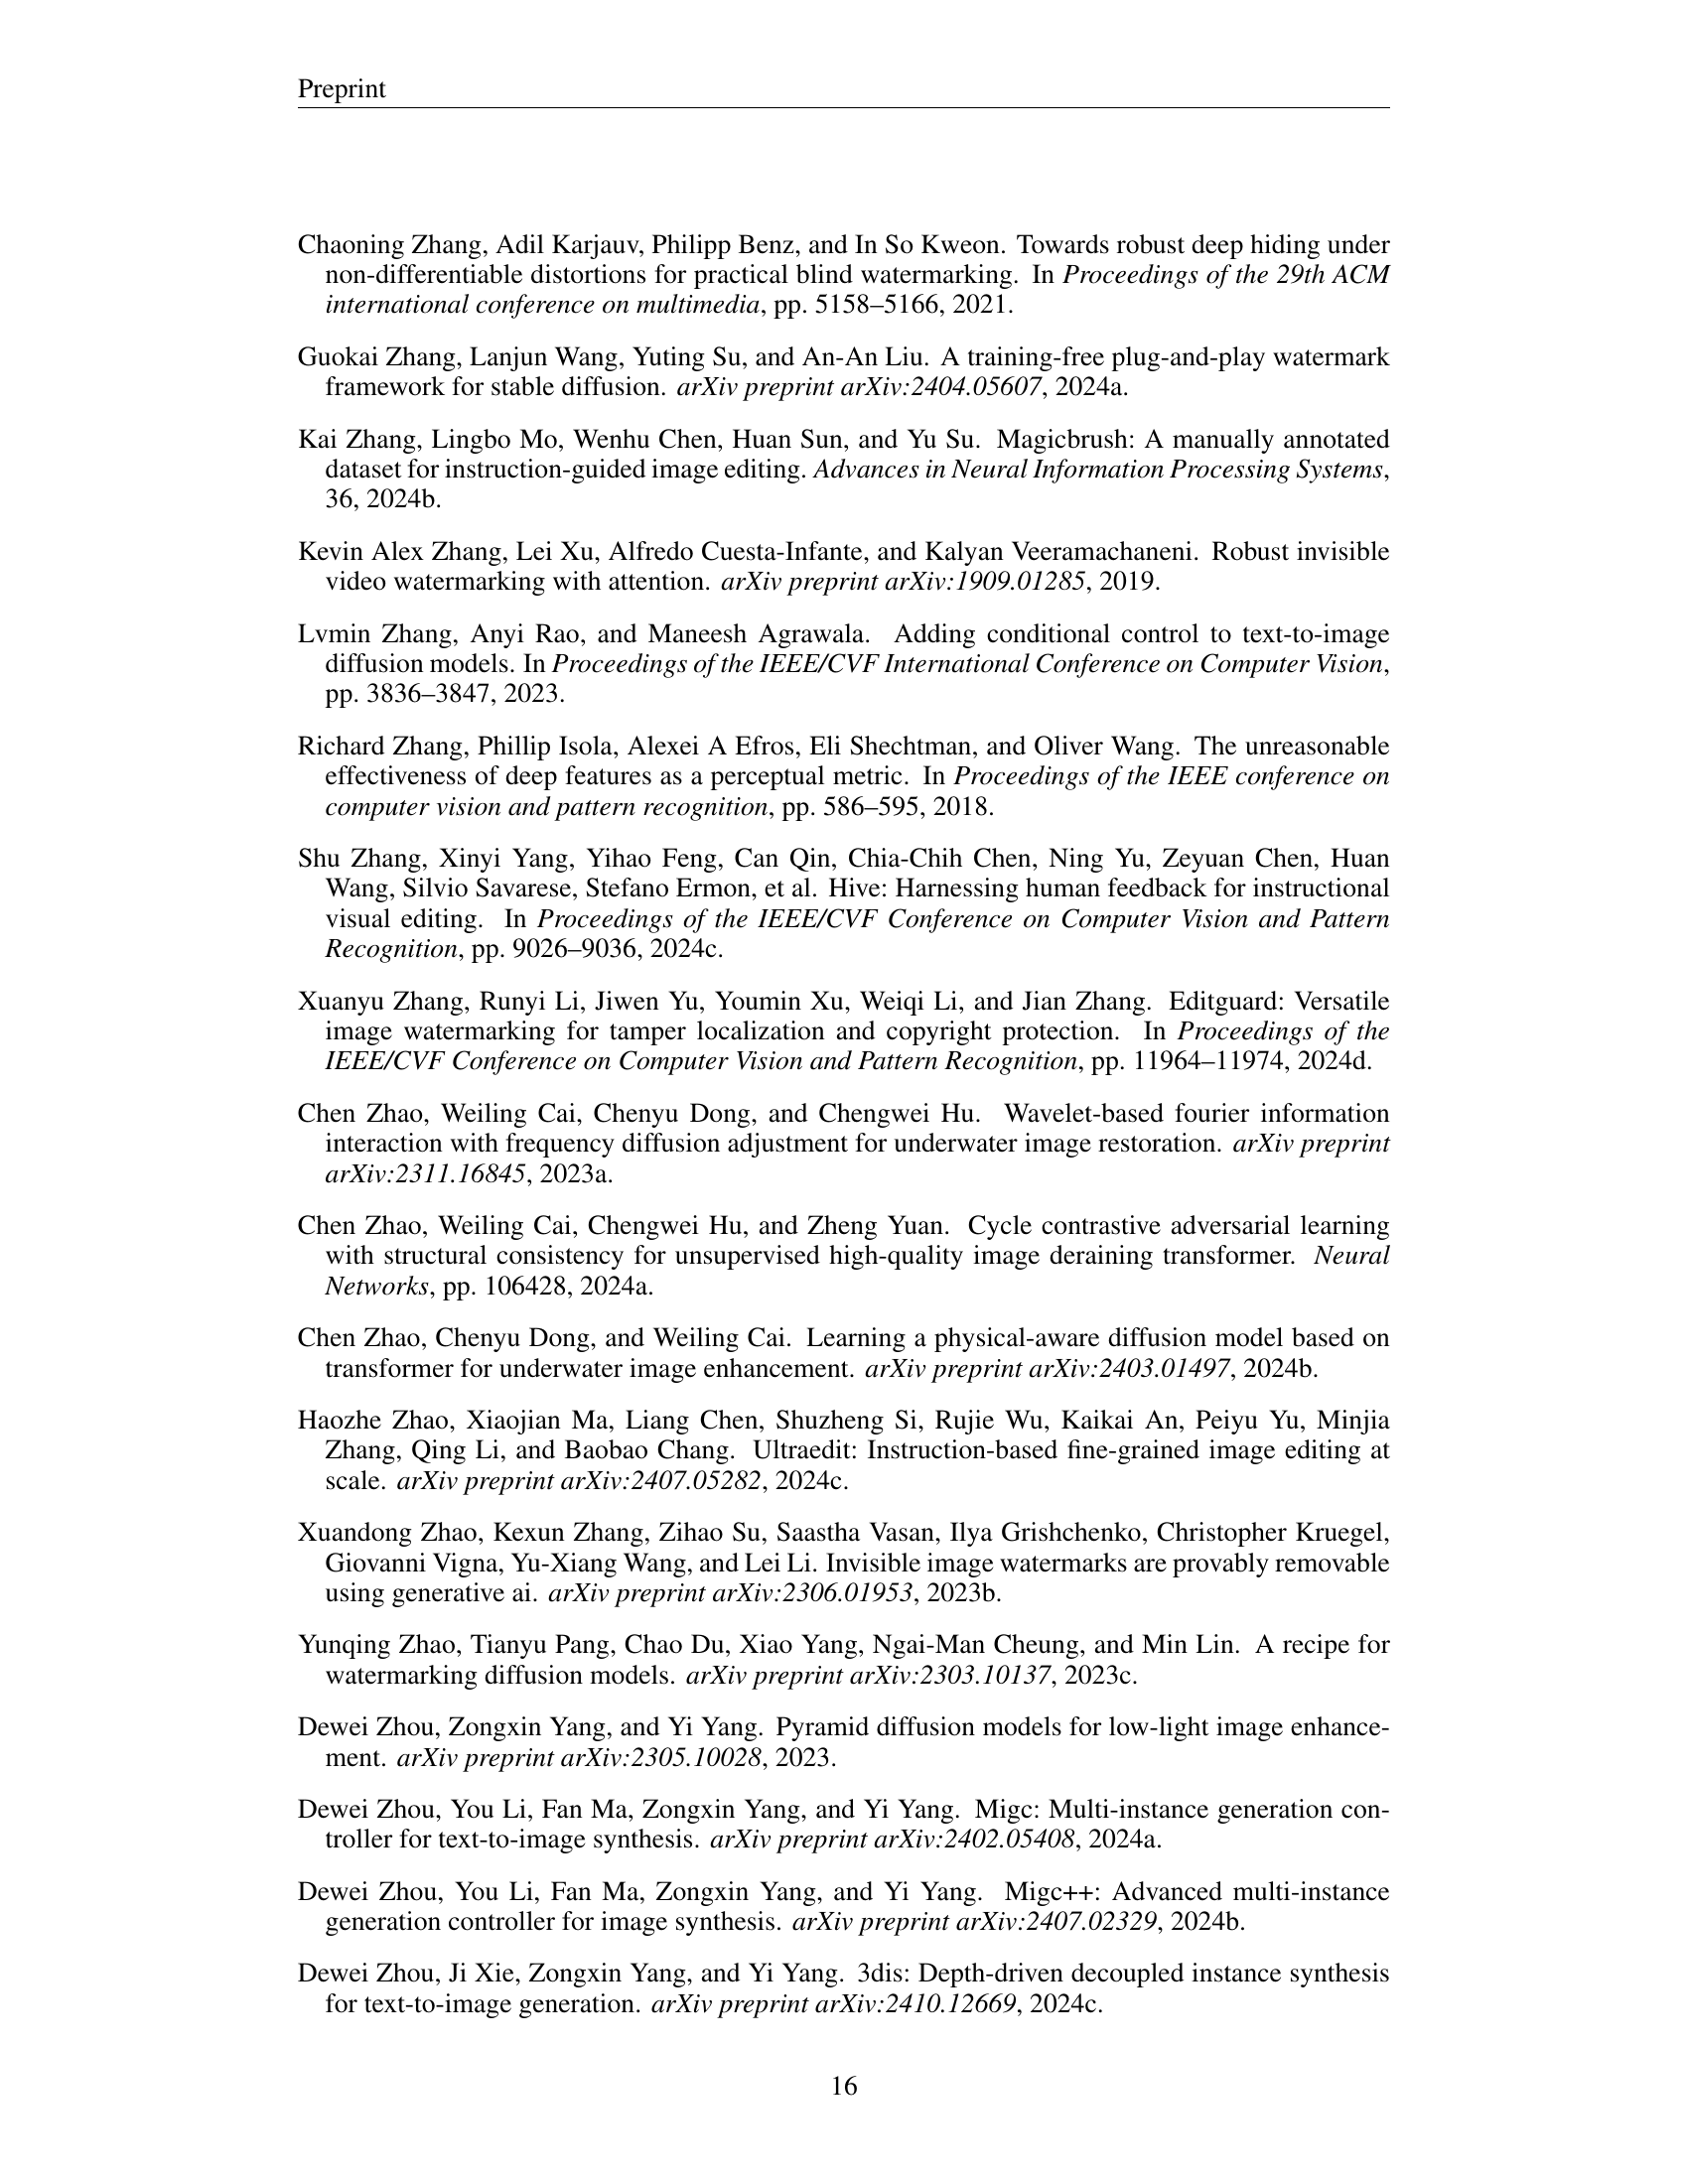 Preprint
Chaoning Zhang, Adil Karjauv, Philipp Benz, and In So Kweon. Towards robust deep hiding under
non-differentiable distortions for practical blind watermarking. In Proceedings of the 29th ACM
international conference on multimedia, pp. 5158–5166, 2021.
Guokai Zhang, Lanjun Wang, Yuting Su, and An-An Liu. A training-free plug-and-play watermark
framework for stable diffusion. arXiv preprint arXiv:2404.05607, 2024a.
Kai Zhang, Lingbo Mo, Wenhu Chen, Huan Sun, and Yu Su. Magicbrush: A manually annotated
dataset for instruction-guided image editing. Advances in Neural Information Processing Systems,
36, 2024b.
Kevin Alex Zhang, Lei Xu, Alfredo Cuesta-Infante, and Kalyan Veeramachaneni. Robust invisible
video watermarking with attention. arXiv preprint arXiv:1909.01285, 2019.
Lvmin Zhang, Anyi Rao, and Maneesh Agrawala. Adding conditional control to text-to-image
diffusion models. In Proceedings of the IEEE/CVF International Conference on Computer Vision,
pp. 3836–3847, 2023.
Richard Zhang, Phillip Isola, Alexei A Efros, Eli Shechtman, and Oliver Wang. The unreasonable
effectiveness of deep features as a perceptual metric. In Proceedings of the IEEE conference on
computer vision and pattern recognition, pp. 586–595, 2018.
Shu Zhang, Xinyi Yang, Yihao Feng, Can Qin, Chia-Chih Chen, Ning Yu, Zeyuan Chen, Huan
Wang, Silvio Savarese, Stefano Ermon, et al. Hive: Harnessing human feedback for instructional
visual editing. In Proceedings of the IEEE/CVF Conference on Computer Vision and Pattern
Recognition, pp. 9026–9036, 2024c.
Xuanyu Zhang, Runyi Li, Jiwen Yu, Youmin Xu, Weiqi Li, and Jian Zhang. Editguard: Versatile
image watermarking for tamper localization and copyright protection. In Proceedings of the
IEEE/CVF Conference on Computer Vision and Pattern Recognition, pp. 11964–11974, 2024d.
Chen Zhao, Weiling Cai, Chenyu Dong, and Chengwei Hu. Wavelet-based fourier information
interaction with frequency diffusion adjustment for underwater image restoration. arXiv preprint
arXiv:2311.16845, 2023a.
Chen Zhao, Weiling Cai, Chengwei Hu, and Zheng Yuan. Cycle contrastive adversarial learning
with structural consistency for unsupervised high-quality image deraining transformer. Neural
Networks, pp. 106428, 2024a.
Chen Zhao, Chenyu Dong, and Weiling Cai. Learning a physical-aware diffusion model based on
transformer for underwater image enhancement. arXiv preprint arXiv:2403.01497, 2024b.
Haozhe Zhao, Xiaojian Ma, Liang Chen, Shuzheng Si, Rujie Wu, Kaikai An, Peiyu Yu, Minjia
Zhang, Qing Li, and Baobao Chang. Ultraedit: Instruction-based fine-grained image editing at
scale. arXiv preprint arXiv:2407.05282, 2024c.
Xuandong Zhao, Kexun Zhang, Zihao Su, Saastha Vasan, Ilya Grishchenko, Christopher Kruegel,
Giovanni Vigna, Yu-Xiang Wang, and Lei Li. Invisible image watermarks are provably removable
using generative ai. arXiv preprint arXiv:2306.01953, 2023b.
Yunqing Zhao, Tianyu Pang, Chao Du, Xiao Yang, Ngai-Man Cheung, and Min Lin. A recipe for
watermarking diffusion models. arXiv preprint arXiv:2303.10137, 2023c.
Dewei Zhou, Zongxin Yang, and Yi Yang. Pyramid diffusion models for low-light image enhance-
ment. arXiv preprint arXiv:2305.10028, 2023.
Dewei Zhou, You Li, Fan Ma, Zongxin Yang, and Yi Yang. Migc: Multi-instance generation con-
troller for text-to-image synthesis. arXiv preprint arXiv:2402.05408, 2024a.
Dewei Zhou, You Li, Fan Ma, Zongxin Yang, and Yi Yang. Migc++: Advanced multi-instance
generation controller for image synthesis. arXiv preprint arXiv:2407.02329, 2024b.
Dewei Zhou, Ji Xie, Zongxin Yang, and Yi Yang. 3dis: Depth-driven decoupled instance synthesis
for text-to-image generation. arXiv preprint arXiv:2410.12669, 2024c.
16